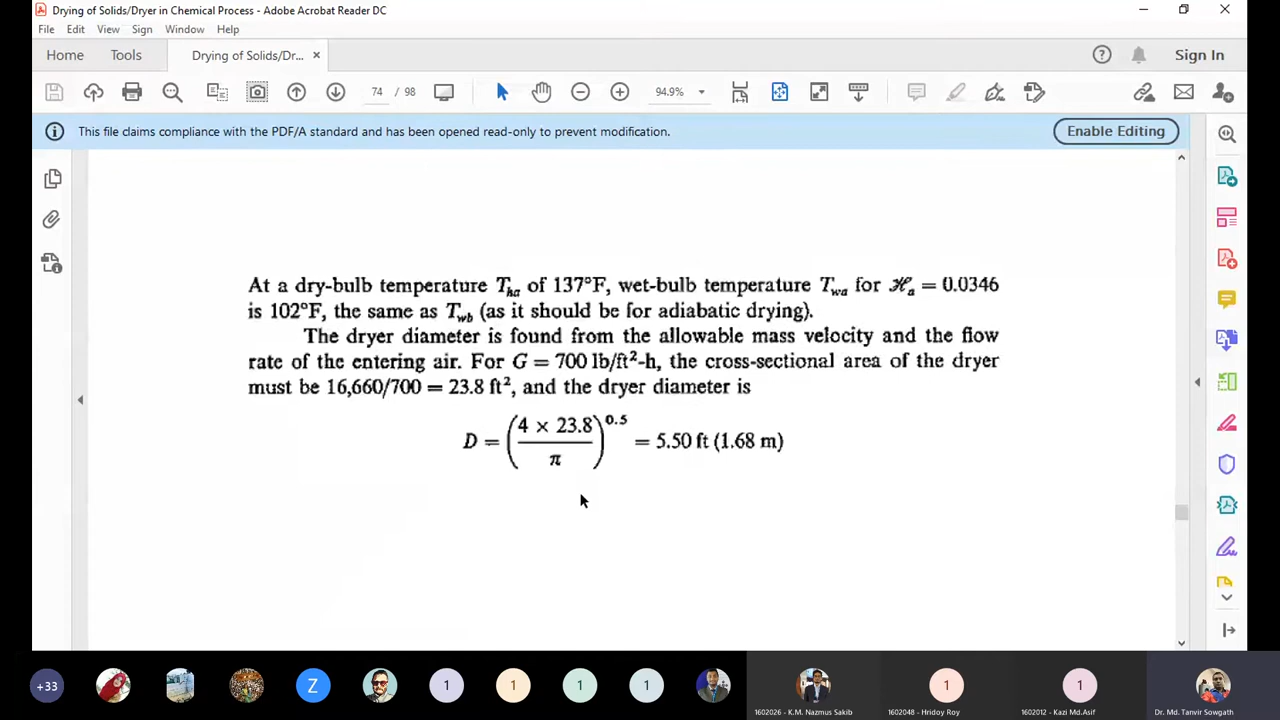 Drying of Solids/Dryer in Chemical Process - Adobe Acrobat Reader DC
File Edit View Sign Window Help
Home Tools Drying of Solids/Dr... × Sign In
74 / 98 94.9%
This file claims compliance with the PDF/A standard and has been opened read-only to prevent modification. Enable Editing
At a dry-bulb temperature Tₕₐ of 137°F, wet-bulb temperature T_wa for ℋₐ = 0.0346
is 102°F, the same as T_wb (as it should be for adiabatic drying).
The dryer diameter is found from the allowable mass velocity and the flow
rate of the entering air. For G = 700 lb/ft²-h, the cross-sectional area of the dryer
must be 16,660/700 = 23.8 ft², and the dryer diameter is
D = (4 × 23.8 / π)^0.5 = 5.50 ft (1.68 m)
+33 Z 1 1 1 1 1 1
1602026 - K.M. Nazmus Sakib 1602048 - Hridoy Roy 1602012 - Kazi Md.Asif Dr. Md. Tanvir Sowgath